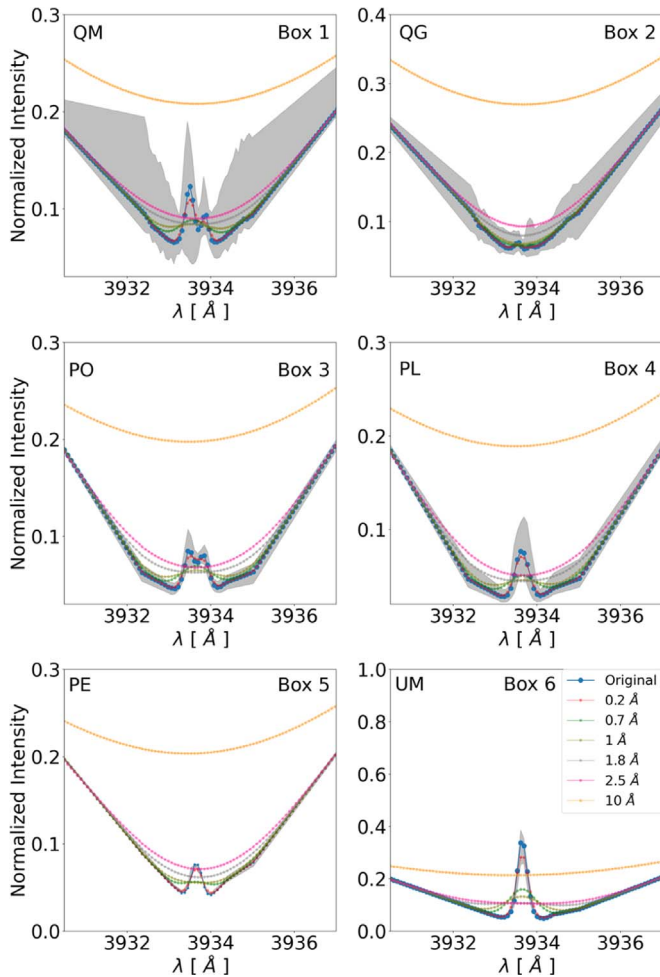 QM Box 1
Normalized Intensity
0.3
0.2
0.1
3932 3934 3936
λ [ Å ]
QG Box 2
0.4
0.3
0.2
0.1
0.0
3932 3934 3936
λ [ Å ]
PO Box 3
Normalized Intensity
0.3
0.2
0.1
3932 3934 3936
λ [ Å ]
PL Box 4
0.3
0.2
0.1
3932 3934 3936
λ [ Å ]
PE Box 5
Normalized Intensity
0.3
0.2
0.1
0.0
3932 3934 3936
λ [ Å ]
UM Box 6
1.0
0.8
0.6
0.4
0.2
0.0
3932 3934 3936
λ [ Å ]
Original
0.2 Å
0.7 Å
1 Å
1.8 Å
2.5 Å
10 Å